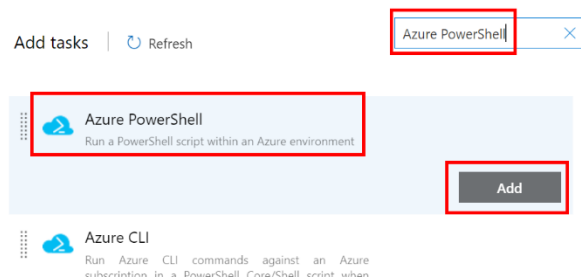 Add tasks
Refresh
Azure PowerShell
Azure PowerShell
Run a PowerShell script within an Azure environment
Add
Azure CLI
Run Azure CLI commands against an Azure
subscription in a PowerShell Core/Shell script when